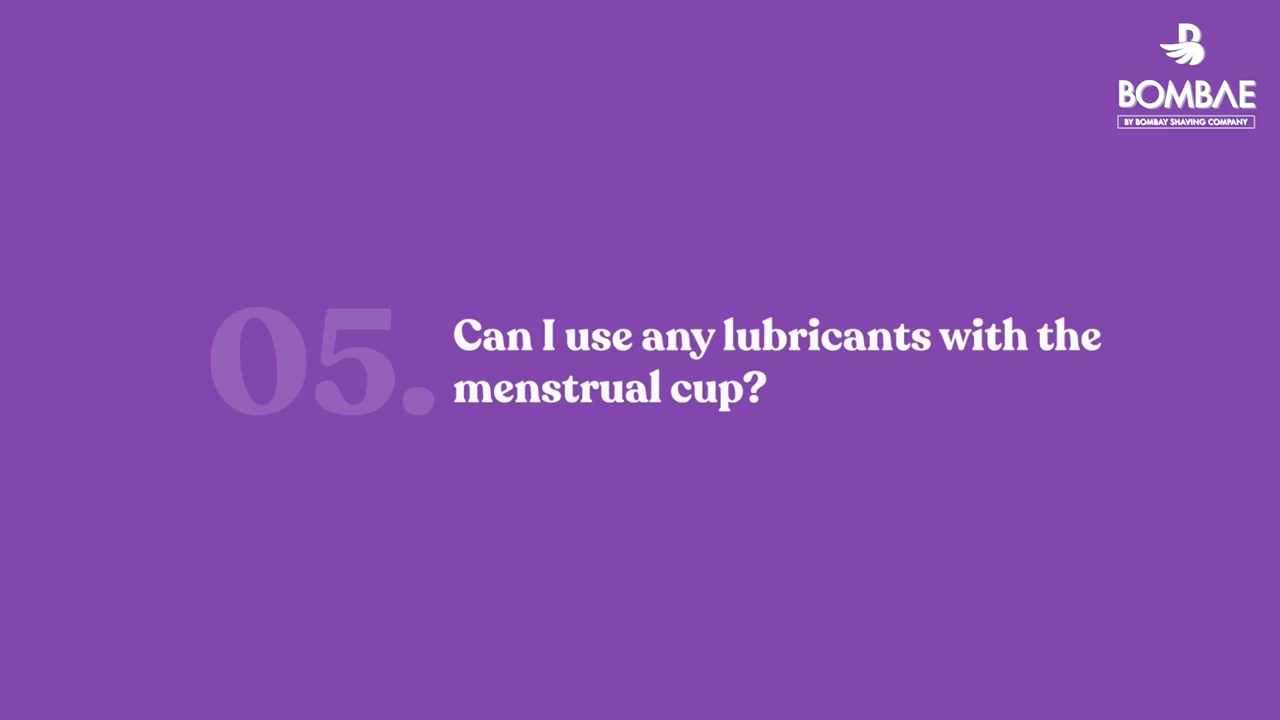 BOMBAE
BY BOMBAY SHAVING COMPANY
05.
Can I use any lubricants with the
menstrual cup?